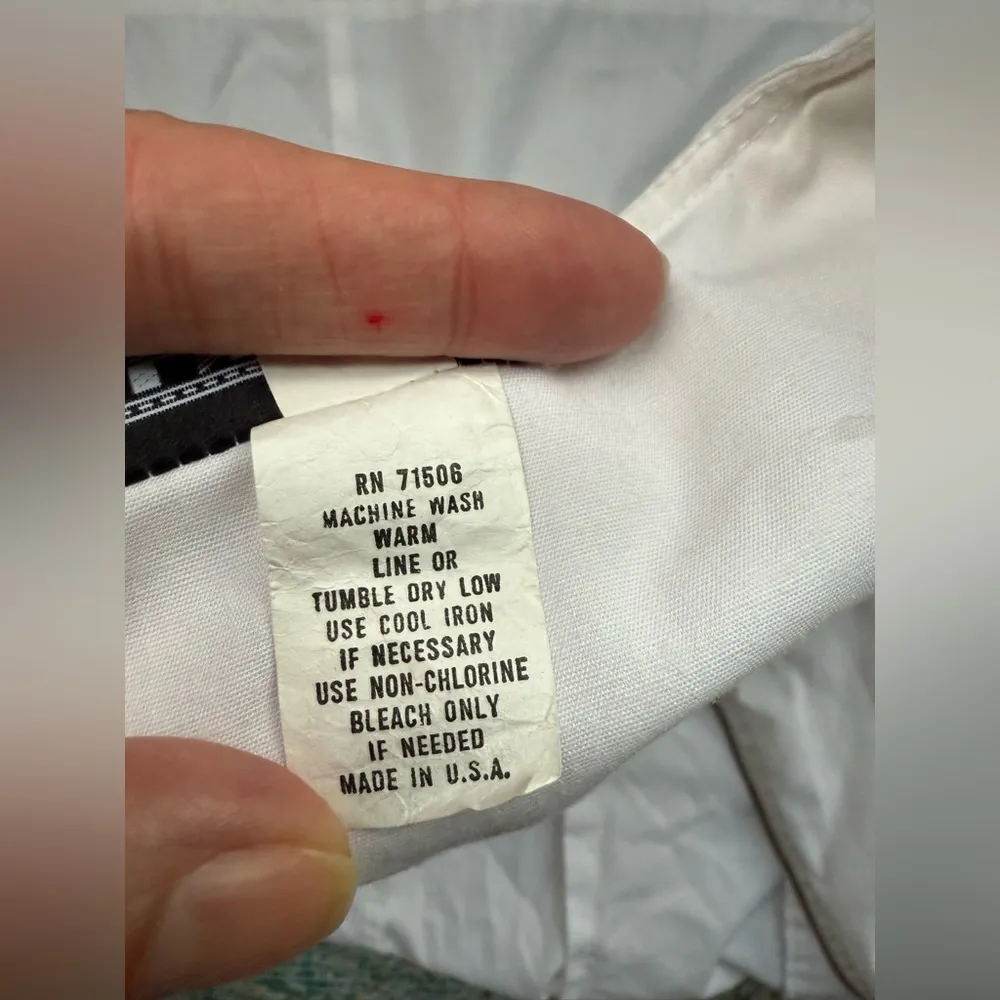 RN 71506
MACHINE WASH
WARM
LINE OR
TUMBLE DRY LOW
USE COOL IRON
IF NECESSARY
USE NON-CHLORINE
BLEACH ONLY
IF NEEDED
MADE IN U.S.A.